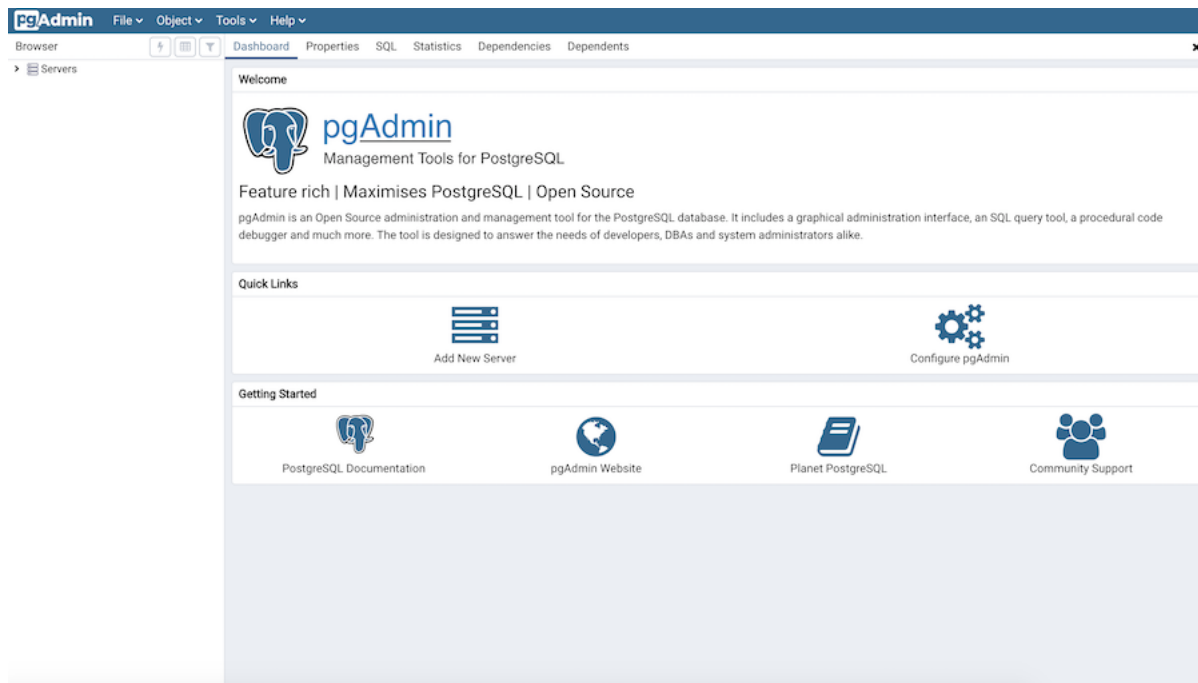 pgAdmin File Object Tools Help
Browser
Dashboard Properties SQL Statistics Dependencies Dependents
Servers
Welcome
pgAdmin
Management Tools for PostgreSQL
Feature rich | Maximises PostgreSQL | Open Source
pgAdmin is an Open Source administration and management tool for the PostgreSQL database. It includes a graphical administration interface, an SQL query tool, a procedural code
debugger and much more. The tool is designed to answer the needs of developers, DBAs and system administrators alike.
Quick Links
Add New Server
Configure pgAdmin
Getting Started
PostgreSQL Documentation
pgAdmin Website
Planet PostgreSQL
Community Support